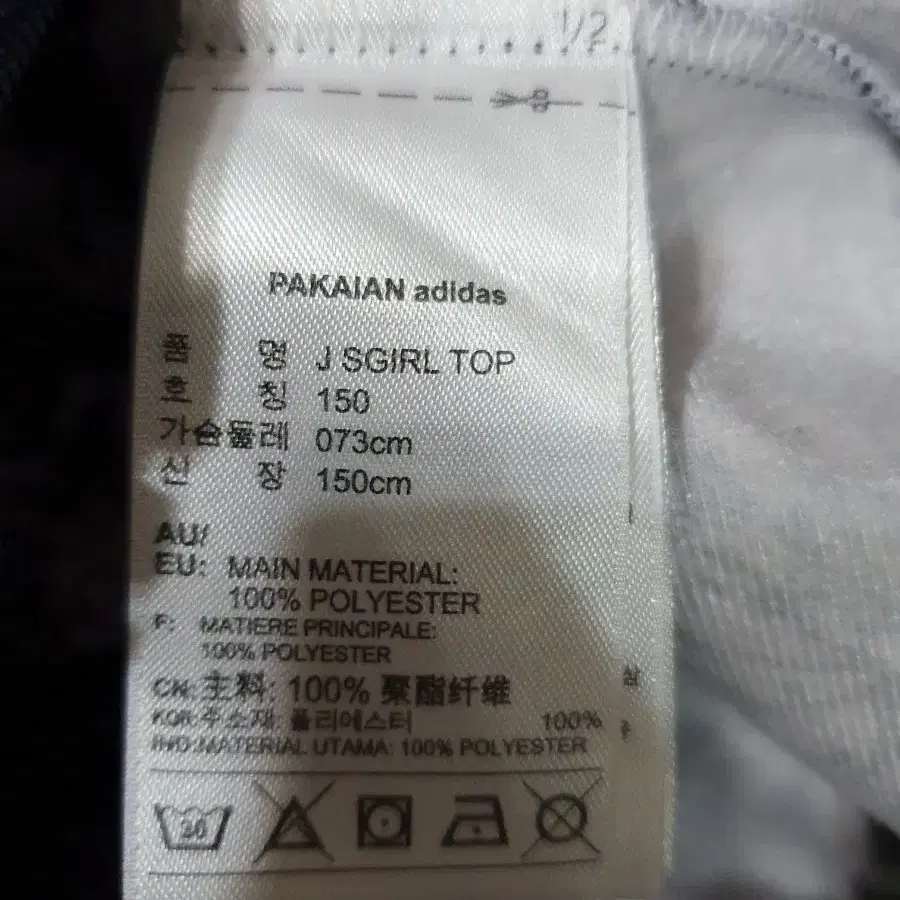 1/2
PAKAIAN adidas
품 명 J SGIRL TOP
호 칭 150
가슴둘레 073cm
신 장 150cm
AU/
EU: MAIN MATERIAL:
100% POLYESTER
F: MATIERE PRINCIPALE:
100% POLYESTER
CN: 主料: 100% 聚酯纤维
KOR: 주소재: 폴리에스터 100%
IND:MATERIAL UTAMA: 100% POLYESTER
30